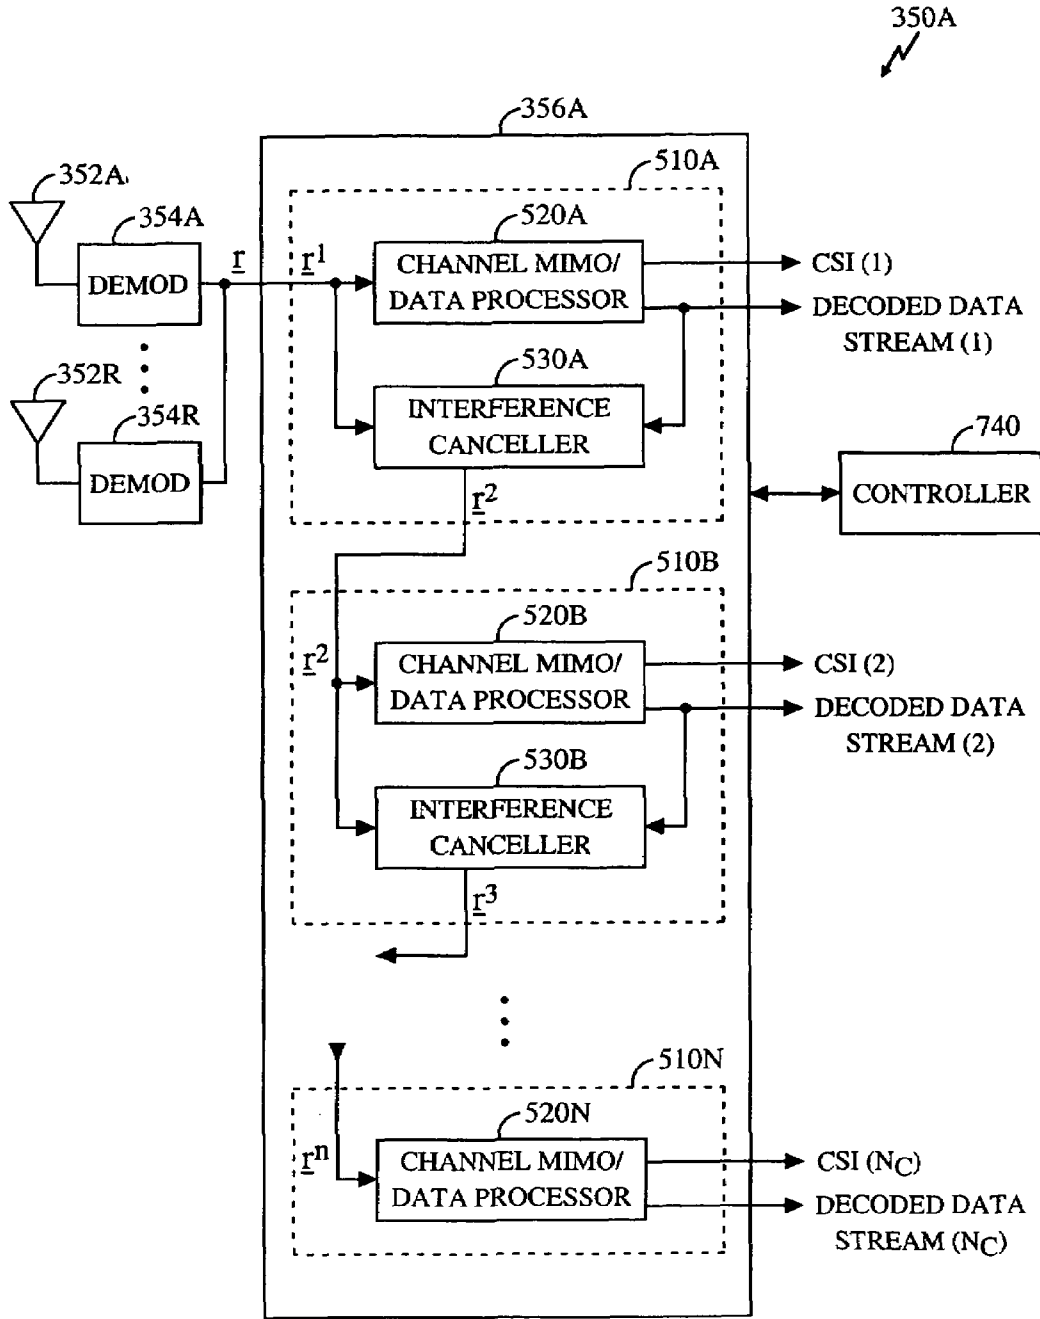 350A
356A
510A
352A
354A
520A
r
r1
CHANNEL MIMO/
DATA PROCESSOR
CSI (1)
DEMOD
DECODED DATA
STREAM (1)
352R
530A
354R
INTERFERENCE
CANCELLER
740
DEMOD
CONTROLLER
r2
510B
520B
r2
CHANNEL MIMO/
DATA PROCESSOR
CSI (2)
DECODED DATA
STREAM (2)
530B
INTERFERENCE
CANCELLER
r3
510N
520N
rn
CHANNEL MIMO/
DATA PROCESSOR
CSI (NC)
DECODED DATA
STREAM (NC)